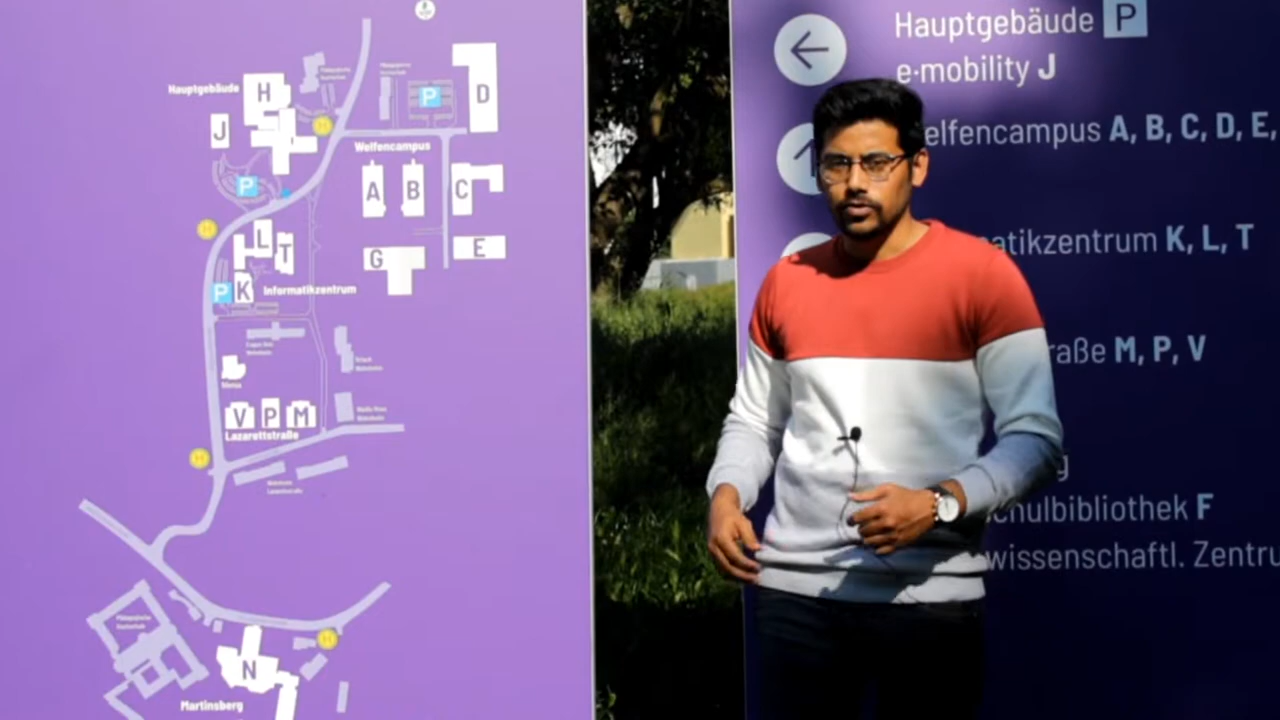 H
D
P
Hauptgebäude
H
J
Welfencampus
P
A
B
C
H
L
T
G
E
P
K
Informatikzentrum
V
P
M
Lazarettstraße
H
H
N
Martinsberg
Hauptgebäude P
e·mobility J
elfencampus A, B, C, D, E,
atikzentrum K, L, T
raße M, P, V
g
chulbibliothek F
wissenschaftl. Zentru